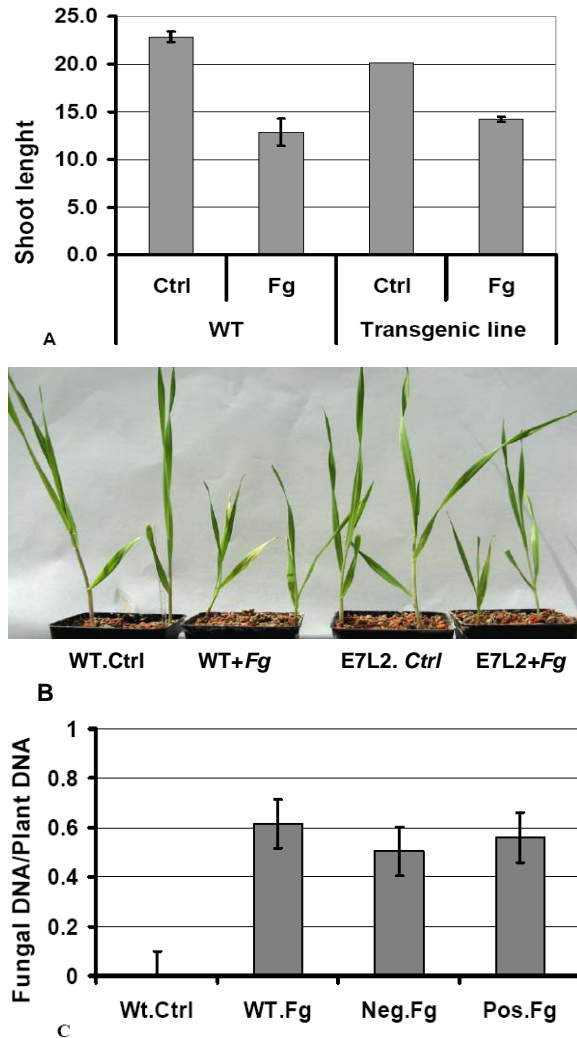 25.0
20.0
15.0
10.0
5.0
0.0
Shoot lenght
Ctrl Fg Ctrl Fg
WT Transgenic line
A
WT.Ctrl WT+Fg E7L2. Ctrl E7L2+Fg
B
1
0.8
0.6
0.4
0.2
0
Fungal DNA/Plant DNA
Wt.Ctrl WT.Fg Neg.Fg Pos.Fg
C